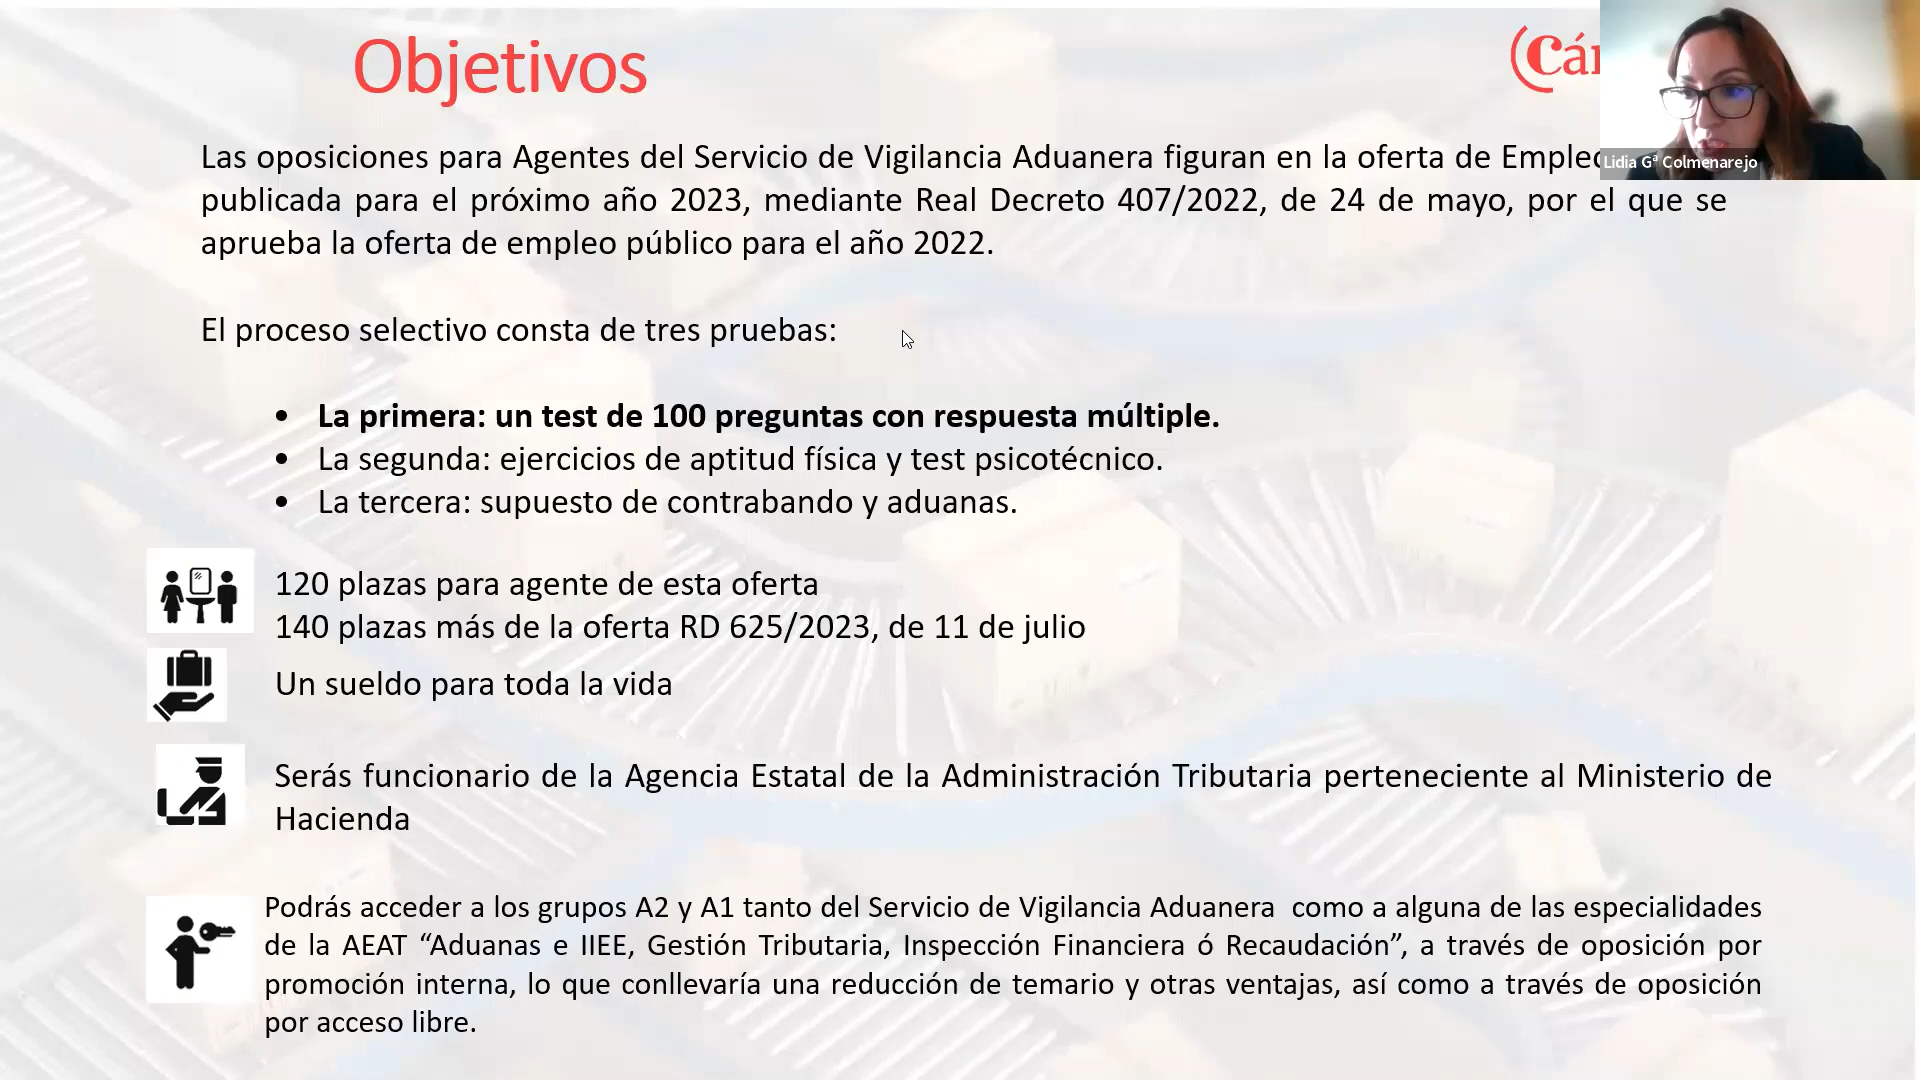 Objetivos
Las oposiciones para Agentes del Servicio de Vigilancia Aduanera figuran en la oferta de
publicada para el próximo año 2023, mediante Real Decreto 407/2022, de 24 de mayo, por el que se
aprueba la oferta de empleo público para el año 2022.
Lidia Gª Colmenarejo
El proceso selectivo consta de tres pruebas:
• La primera: un test de 100 preguntas con respuesta múltiple.
• La segunda: ejercicios de aptitud física y test psicotécnico.
• La tercera: supuesto de contrabando y aduanas.
120 plazas para agente de esta oferta
140 plazas más de la oferta RD 625/2023, de 11 de julio
Un sueldo para toda la vida
Serás funcionario de la Agencia Estatal de la Administración Tributaria perteneciente al Ministerio de
Hacienda
Podrás acceder a los grupos A2 y A1 tanto del Servicio de Vigilancia Aduanera como a alguna de las especialidades
de la AEAT “Aduanas e IIEE, Gestión Tributaria, Inspección Financiera ó Recaudación”, a través de oposición por
promoción interna, lo que conllevaría una reducción de temario y otras ventajas, así como a través de oposición
por acceso libre.